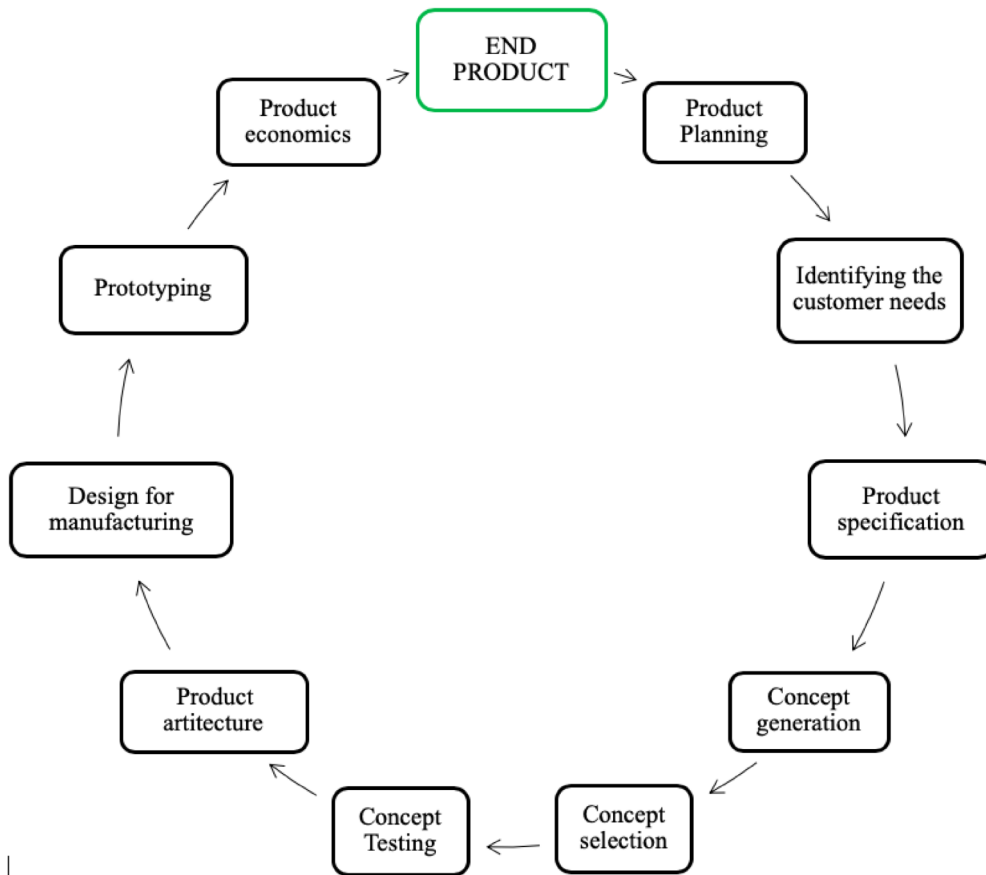 END
PRODUCT
Product
Planning
Identifying the
customer needs
Product
specification
Concept
generation
Concept
selection
Concept
Testing
Product
artitecture
Design for
manufacturing
Prototyping
Product
economics